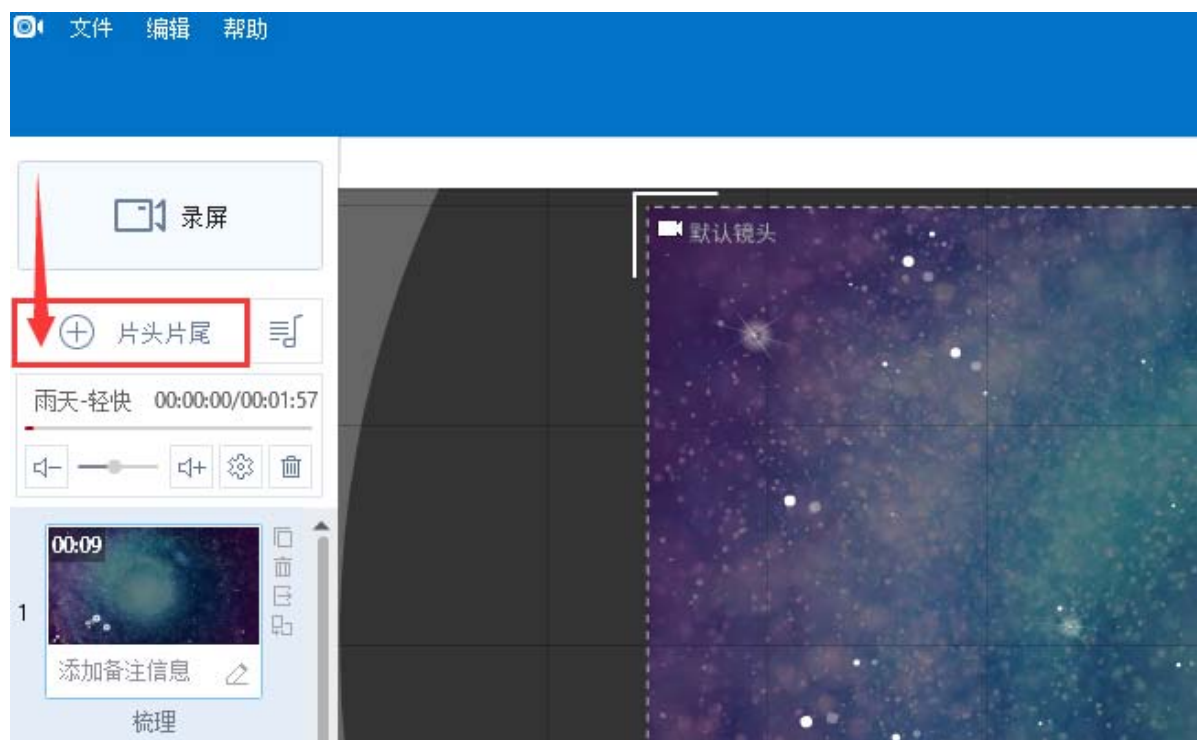 文件 编辑 帮助
录屏
默认镜头
片头片尾
雨天-轻快 00:00:00/00:01:57
00:09
1
添加备注信息
梳理